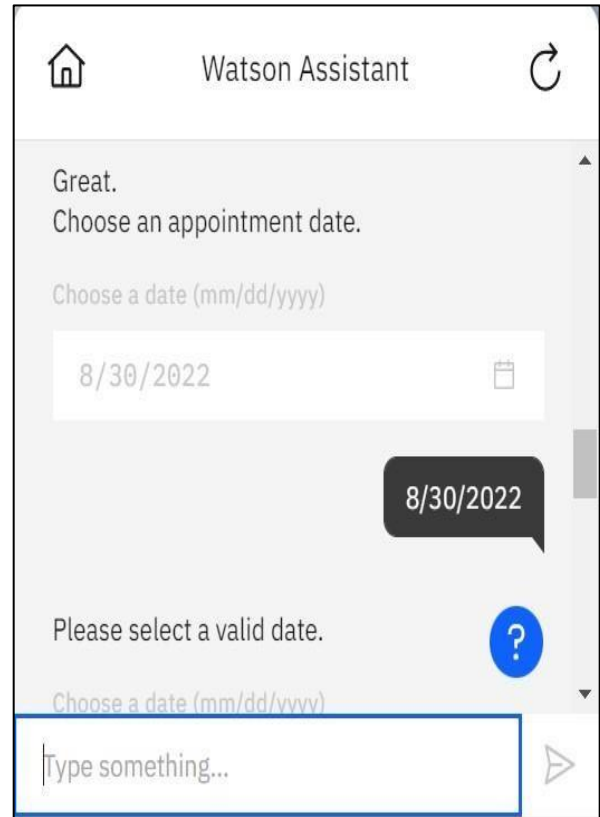 Watson Assistant
Great.
Choose an appointment date.
Choose a date (mm/dd/yyyy)
8/30/2022
8/30/2022
Please select a valid date.
?
Choose a date (mm/dd/yyyy)
Type something...